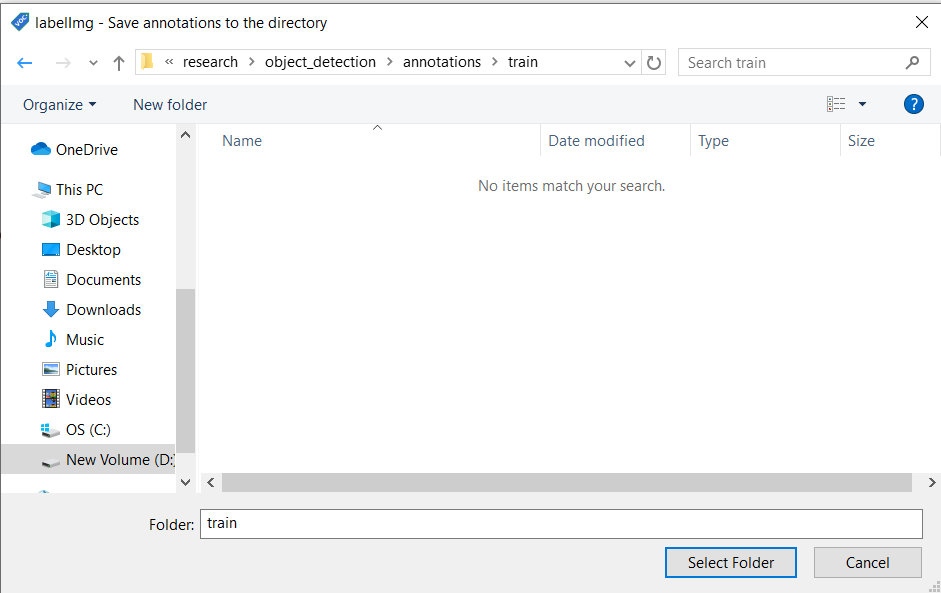 VOC
labelImg - Save annotations to the directory
« research > object_detection > annotations > train
Search train
Organize
New folder
?
Name
Date modified
Type
Size
No items match your search.
OneDrive
This PC
3D Objects
Desktop
Documents
Downloads
Music
Pictures
Videos
OS (C:)
New Volume (D:)
Folder: train
Select Folder
Cancel